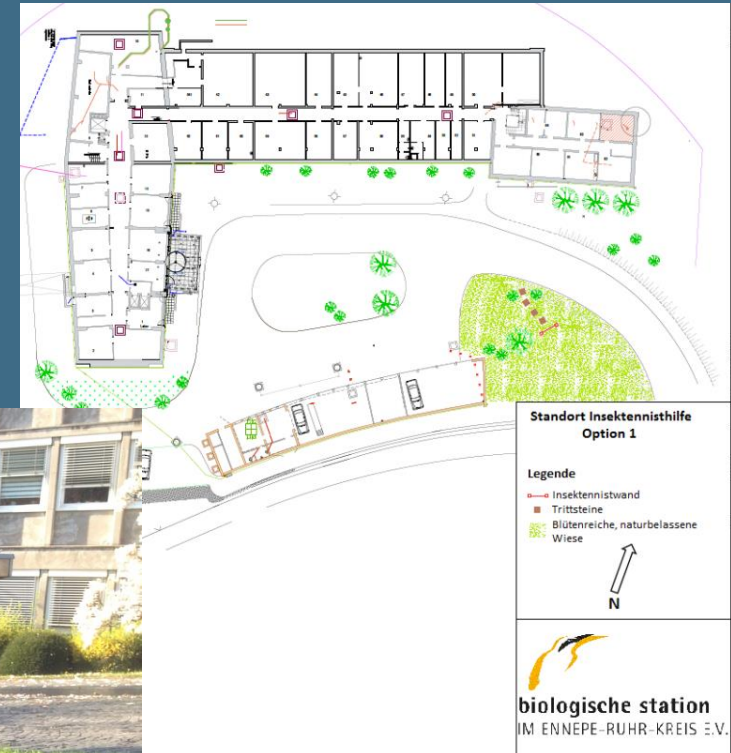 Standort Insektennisthilfe
Option 1
Legende
Insektennistwand
Trittsteine
Blütenreiche, naturbelassene
Wiese
N
biologische station
IM ENNEPE-RUHR-KREIS E.V.